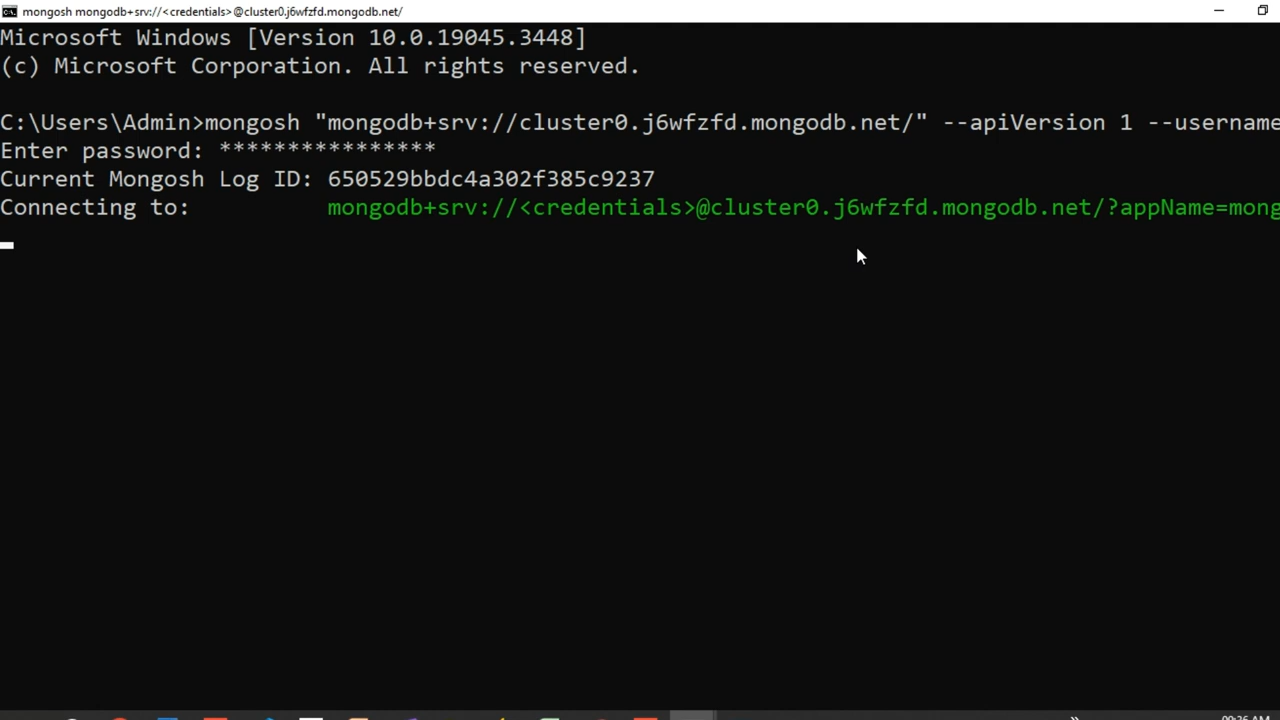 mongosh mongodb+srv://<credentials>@cluster0.j6wfzfd.mongodb.net/
Microsoft Windows [Version 10.0.19045.3448]
(c) Microsoft Corporation. All rights reserved.
C:\Users\Admin>mongosh "mongodb+srv://cluster0.j6wfzfd.mongodb.net/" --apiVersion 1 --username
Enter password: ****************
Current Mongosh Log ID: 650529bbdc4a302f385c9237
Connecting to: mongodb+srv://<credentials>@cluster0.j6wfzfd.mongodb.net/?appName=mong